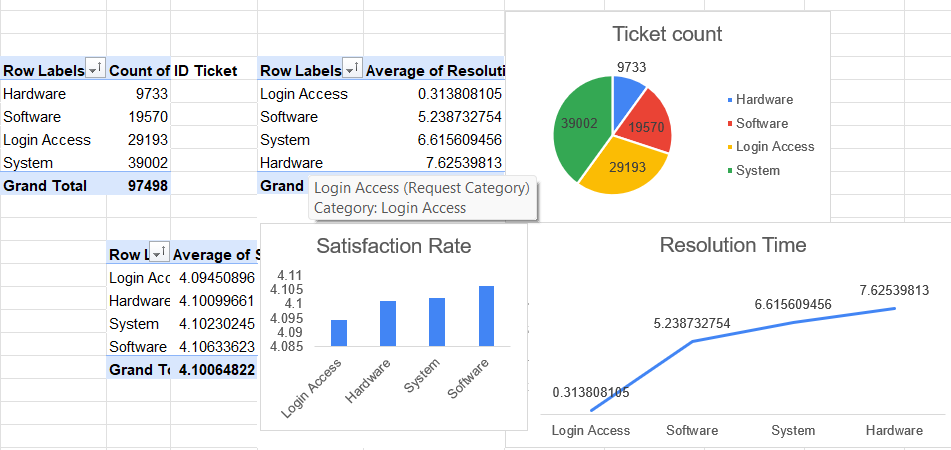 Row Labels Count of ID Ticket
Hardware 9733
Software 19570
Login Access 29193
System 39002
Grand Total 97498
Row Labels Average of Resoluti
Login Access 0.313808105
Software 5.238732754
System 6.615609456
Hardware 7.62539813
Grand
Login Access (Request Category)
Category: Login Access
Ticket count
9733
39002
19570
29193
Hardware
Software
Login Access
System
Row L Average of S
Login Acc 4.09450896
Hardware 4.10099661
System 4.10230245
Software 4.10633623
Grand To 4.10064822
Satisfaction Rate
4.11
4.105
4.1
4.095
4.09
4.085
Login Access
Hardware
System
Software
Resolution Time
0.313808105
5.238732754
6.615609456
7.62539813
Login Access Software System Hardware